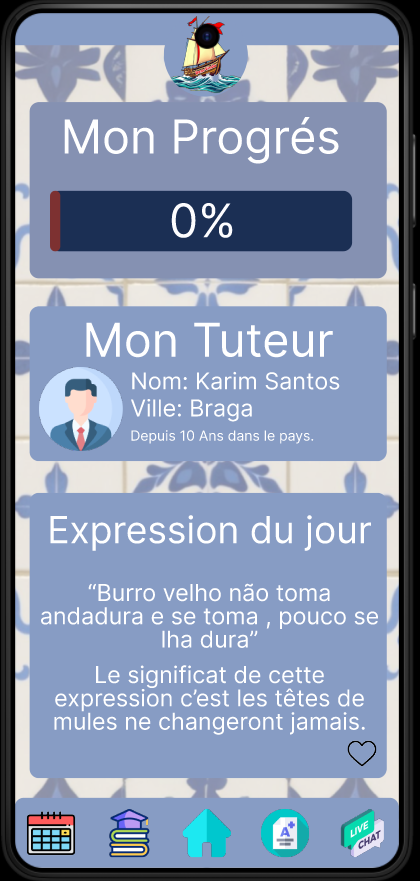 Mon Progrés
0%
Mon Tuteur
Nom: Karim Santos
Ville: Braga
Depuis 10 Ans dans le pays.
Expression du jour
“Burro velho não toma
andadura e se toma , pouco se
lha dura”
Le significat de cette
expression c’est les têtes de
mules ne changeront jamais.
A+
LIVE
CHAT